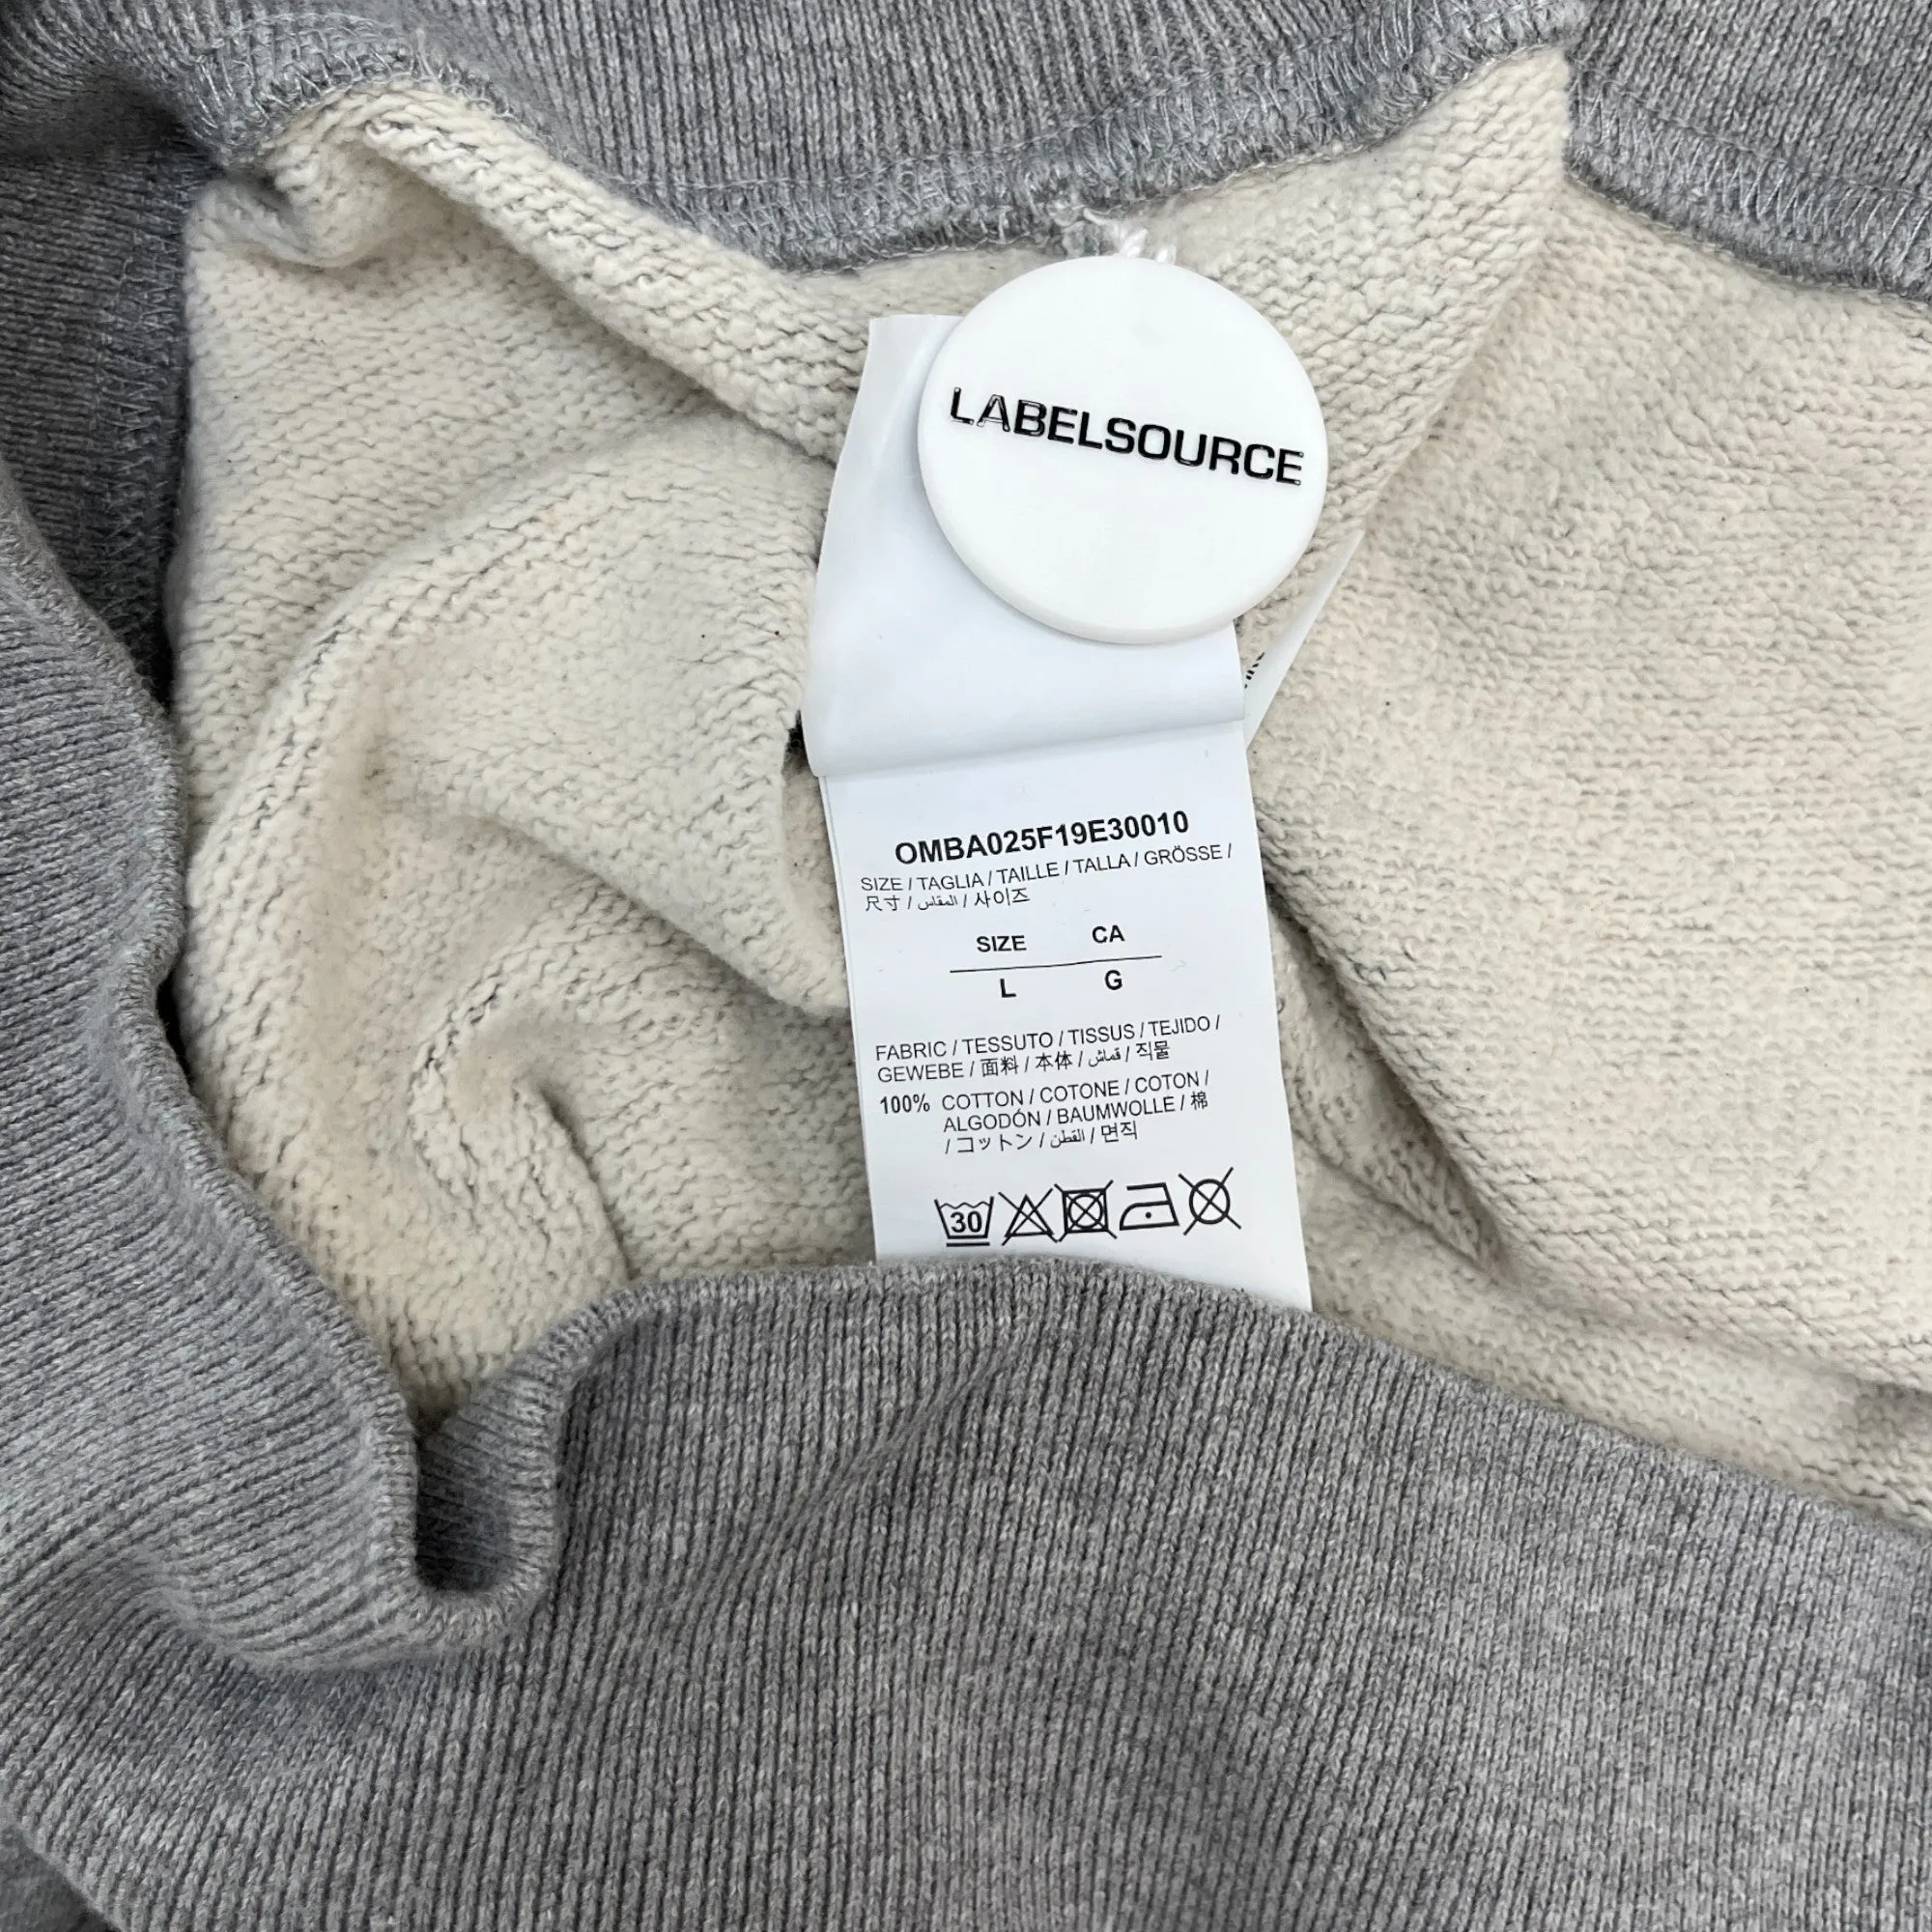 LABELSOURCE
OMBA025F19E30010
SIZE / TAGLIA / TAILLE / TALLA / GRÖSSE /
尺寸 / المقاس / 사이즈
SIZE CA
L G
FABRIC / TESSUTO / TISSUS / TEJIDO /
GEWEBE / 面料 / 本体 / قماش / 직물
100% COTTON / COTONE / COTON /
ALGODÓN / BAUMWOLLE / 棉
/ コットン / القطن / 면직
30